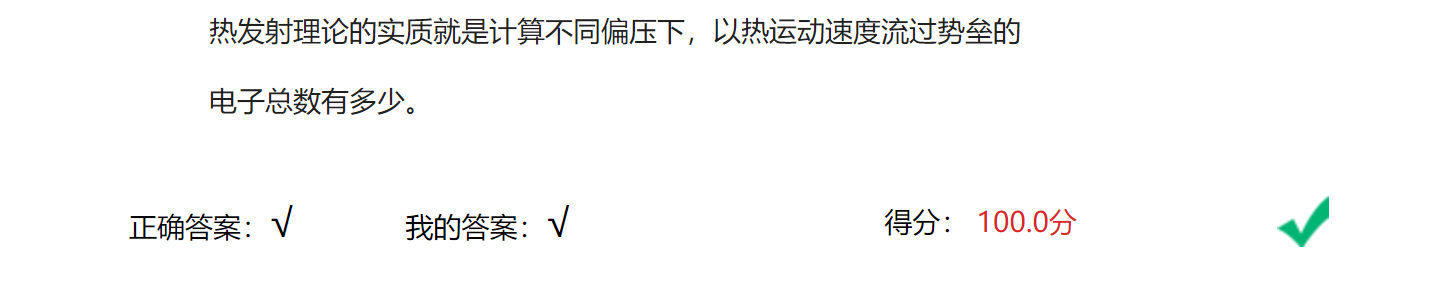 热发射理论的实质就是计算不同偏压下，以热运动速度流过势垒的
电子总数有多少。
正确答案：√ 我的答案：√ 得分： 100.0分